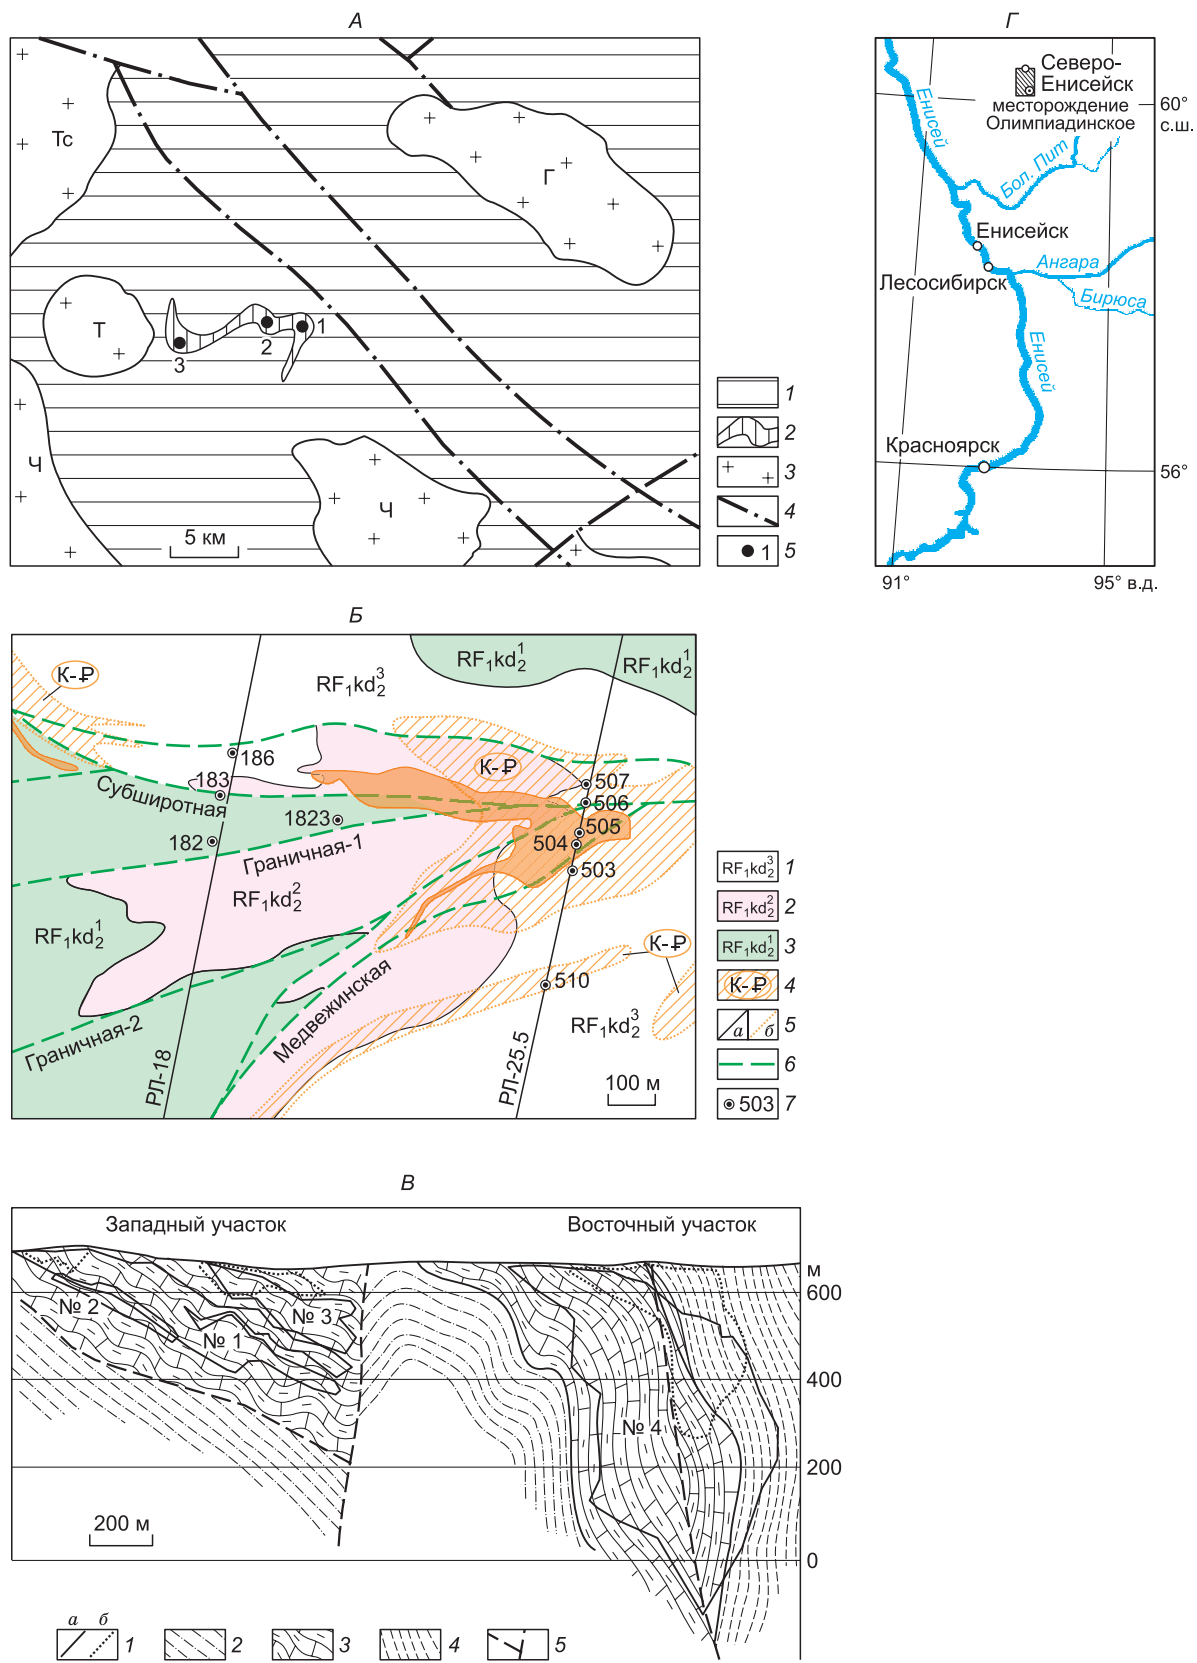 А
Тс
Г
Т
1
2
3
Ч
Ч
5 км
1
2
3
4
1 5
Г
Северо-
Енисейск
месторождение
Олимпиадинское
60°
с.ш.
Енисей
Бол. Пит
Енисейск
Лесосибирск
Ангара
Бирюса
Енисей
Красноярск
56°
91°
95° в.д.
Б
К-Р
RF₁kd₂³
RF₁kd₂¹
RF₁kd₂¹
186
183
Субширотная
К-Р
507
506
1823
505
182
Граничная-1
504
503
RF₁kd₂²
RF₁kd₂¹
К-Р
510
Медвежинская
RF₁kd₂³
Граничная-2
РЛ-18
РЛ-25.5
100 м
RF₁kd₂³ 1
RF₁kd₂² 2
RF₁kd₂¹ 3
К-Р 4
а б 5
6
503 7
В
Западный участок
Восточный участок
м
600
№ 2
№ 3
№ 1
400
№ 4
200
200 м
0
а б
1
2
3
4
5